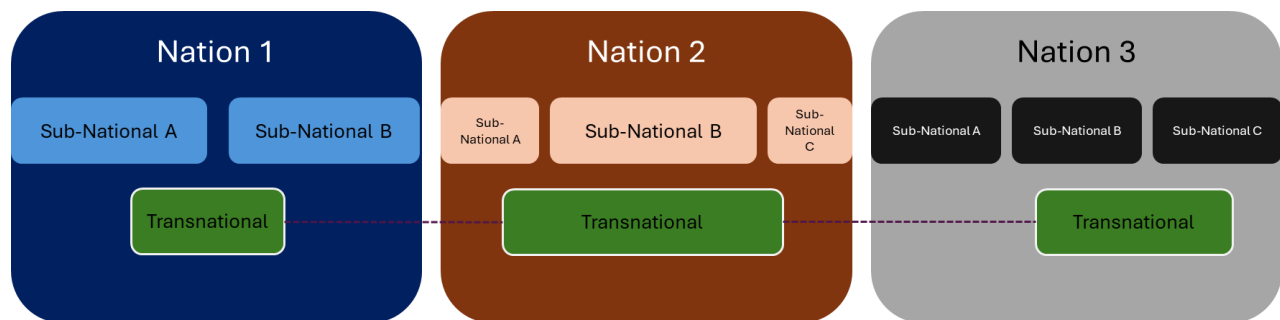 Nation 1
Nation 2
Nation 3
Sub-National A
Sub-National B
Sub-
National A
Sub-National B
Sub-
National
C
Sub-National A
Sub-National B
Sub-National C
Transnational
Transnational
Transnational